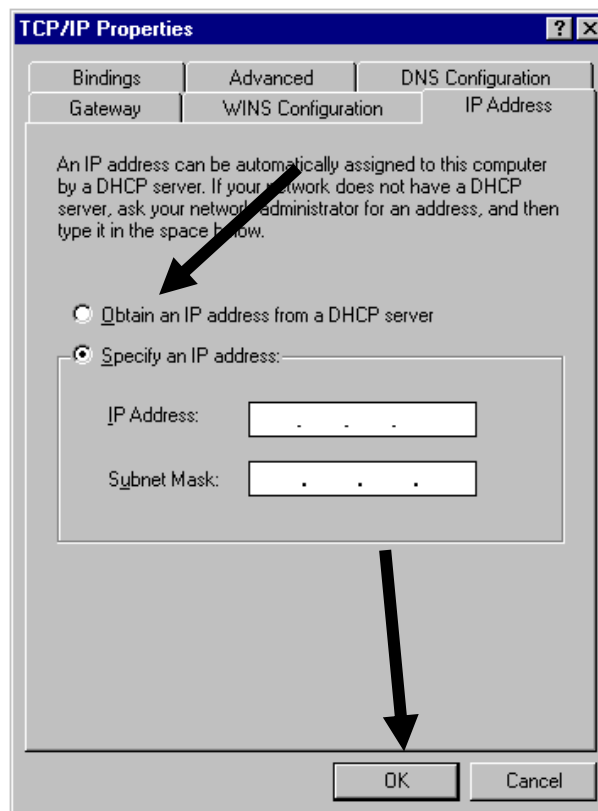 TCP/IP Properties
? X
Bindings Advanced DNS Configuration
Gateway WINS Configuration IP Address
An IP address can be automatically assigned to this computer
by a DHCP server. If your network does not have a DHCP
server, ask your network administrator for an address, and then
type it in the space below.
Obtain an IP address from a DHCP server
Specify an IP address:
IP Address: . . .
Subnet Mask: . . .
OK Cancel